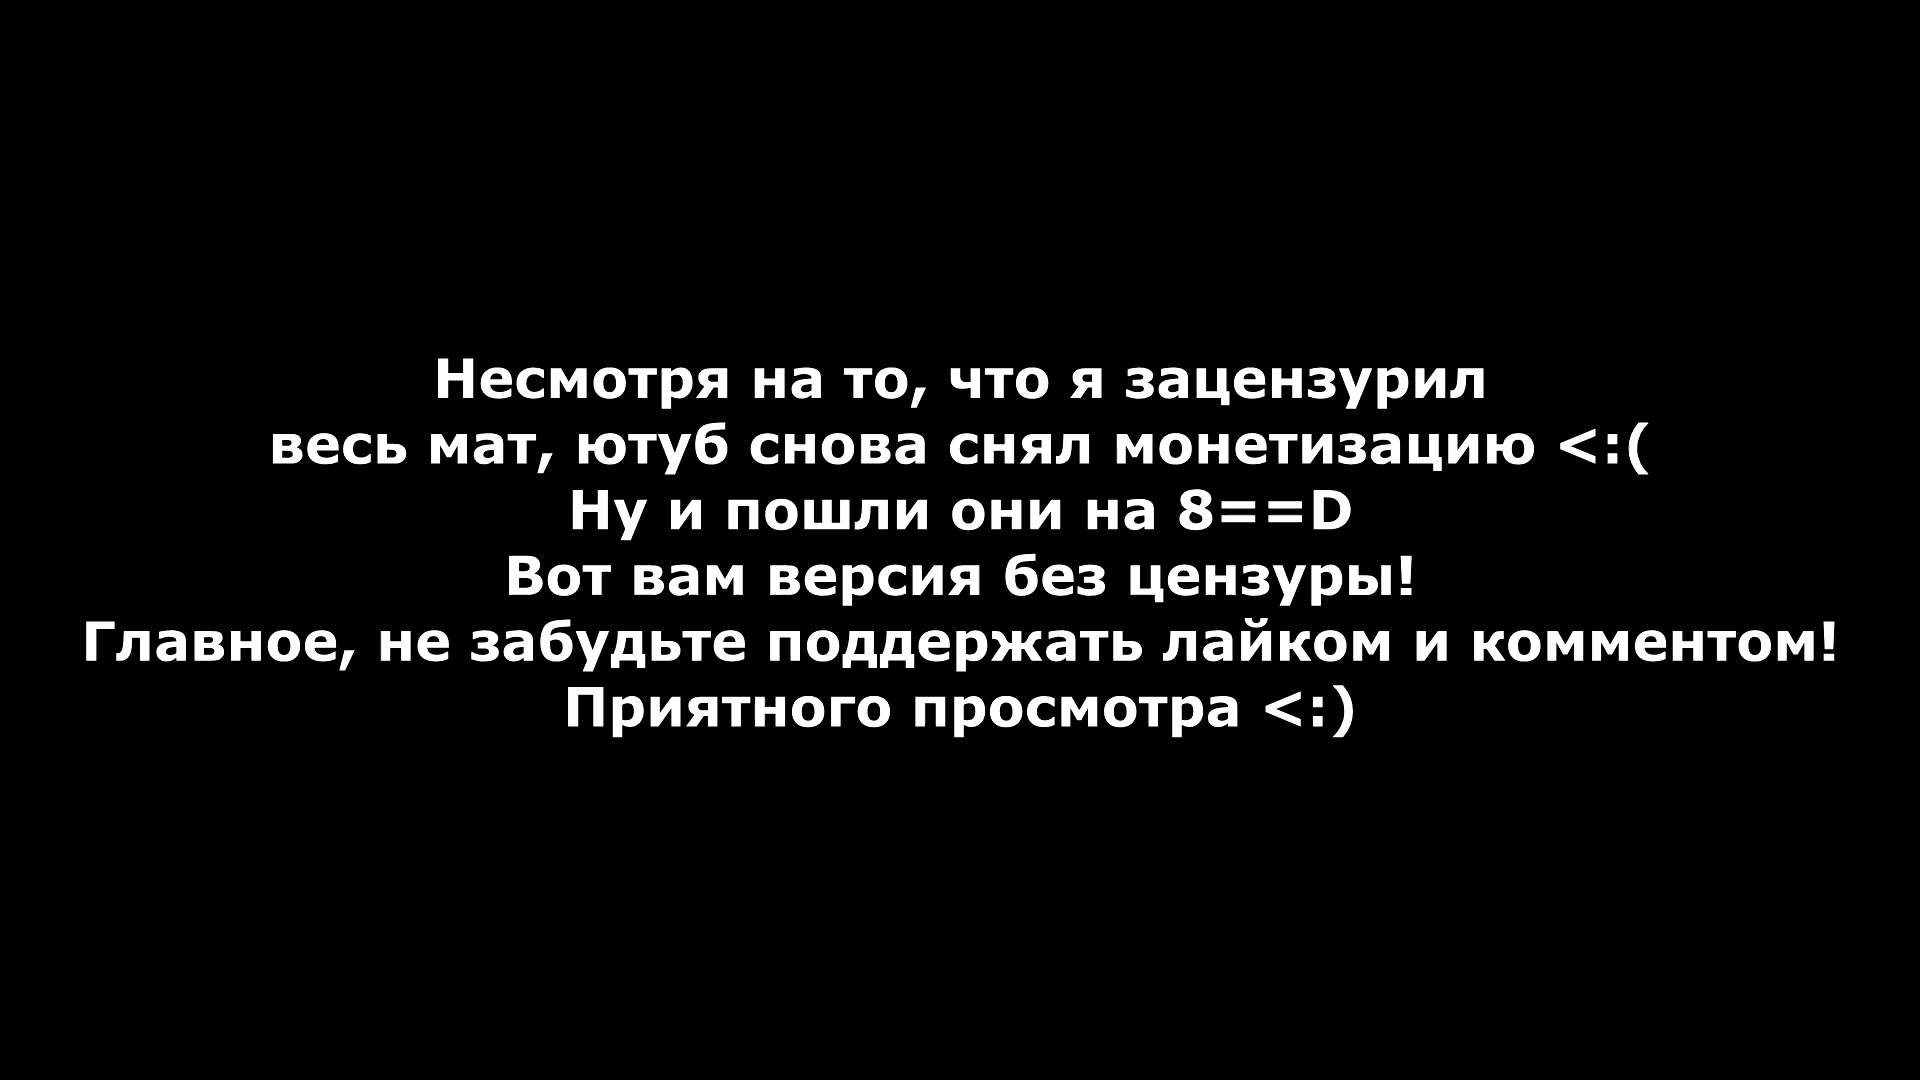 Несмотря на то, что я зацензурил
весь мат, ютуб снова снял монетизацию <:(
Ну и пошли они на 8==D
Вот вам версия без цензуры!
Главное, не забудьте поддержать лайком и комментом!
Приятного просмотра <:)